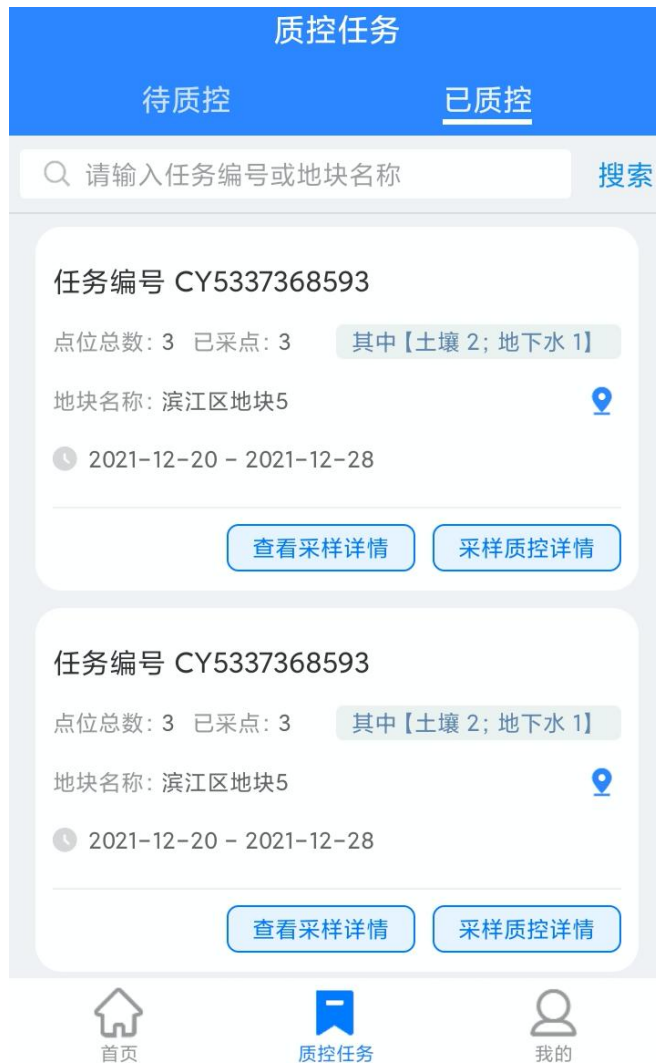 质控任务
待质控 已质控
请输入任务编号或地块名称 搜索
任务编号 CY5337368593
点位总数: 3 已采点: 3 其中【土壤 2; 地下水 1】
地块名称: 滨江区地块5
2021-12-20 - 2021-12-28
查看采样详情 采样质控详情
任务编号 CY5337368593
点位总数: 3 已采点: 3 其中【土壤 2; 地下水 1】
地块名称: 滨江区地块5
2021-12-20 - 2021-12-28
查看采样详情 采样质控详情
首页 质控任务 我的